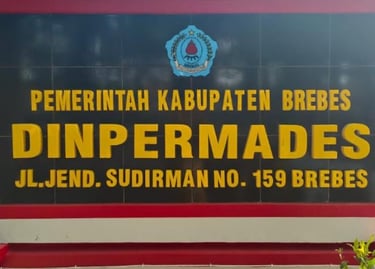 PEMERINTAH KABUPATEN BREBES
DINPERMADES
JL.JEND. SUDIRMAN NO. 159 BREBES